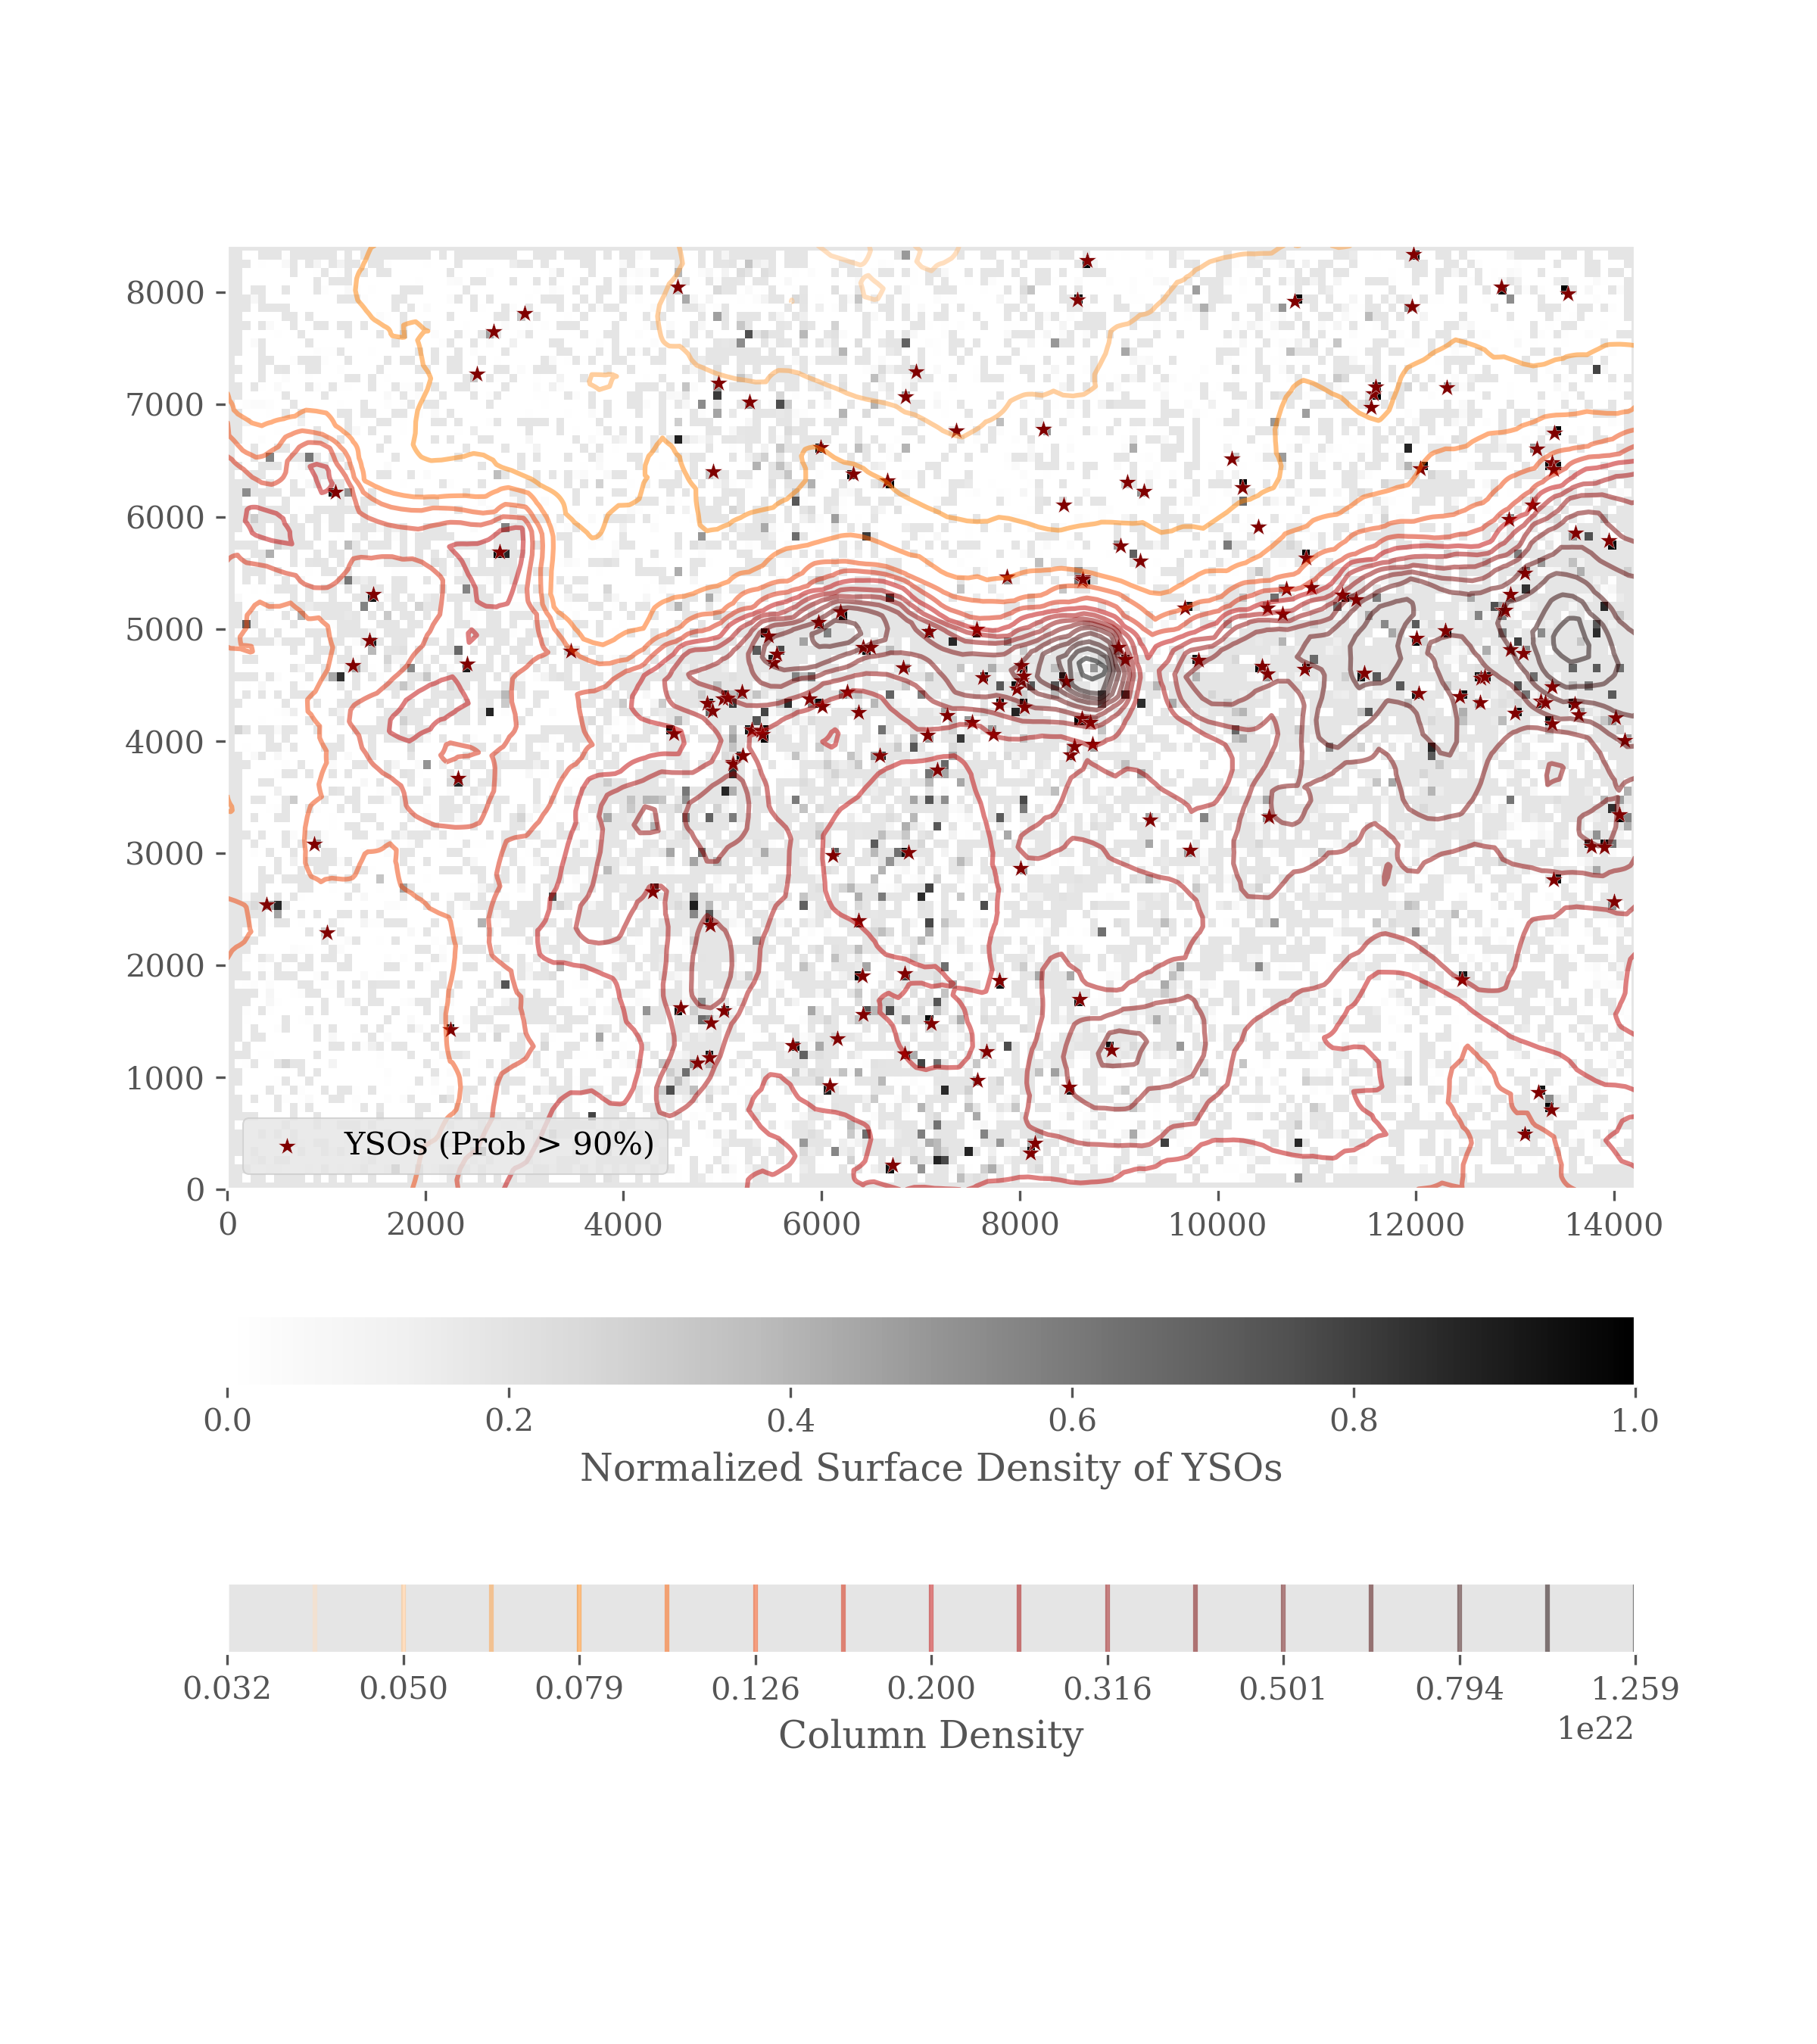 8000
7000
6000
5000
4000
3000
2000
1000
0
YSOs (Prob > 90%)
0 2000 4000 6000 8000 10000 12000 14000
0.0 0.2 0.4 0.6 0.8 1.0
Normalized Surface Density of YSOs
0.032 0.050 0.079 0.126 0.200 0.316 0.501 0.794 1.259
1e22
Column Density